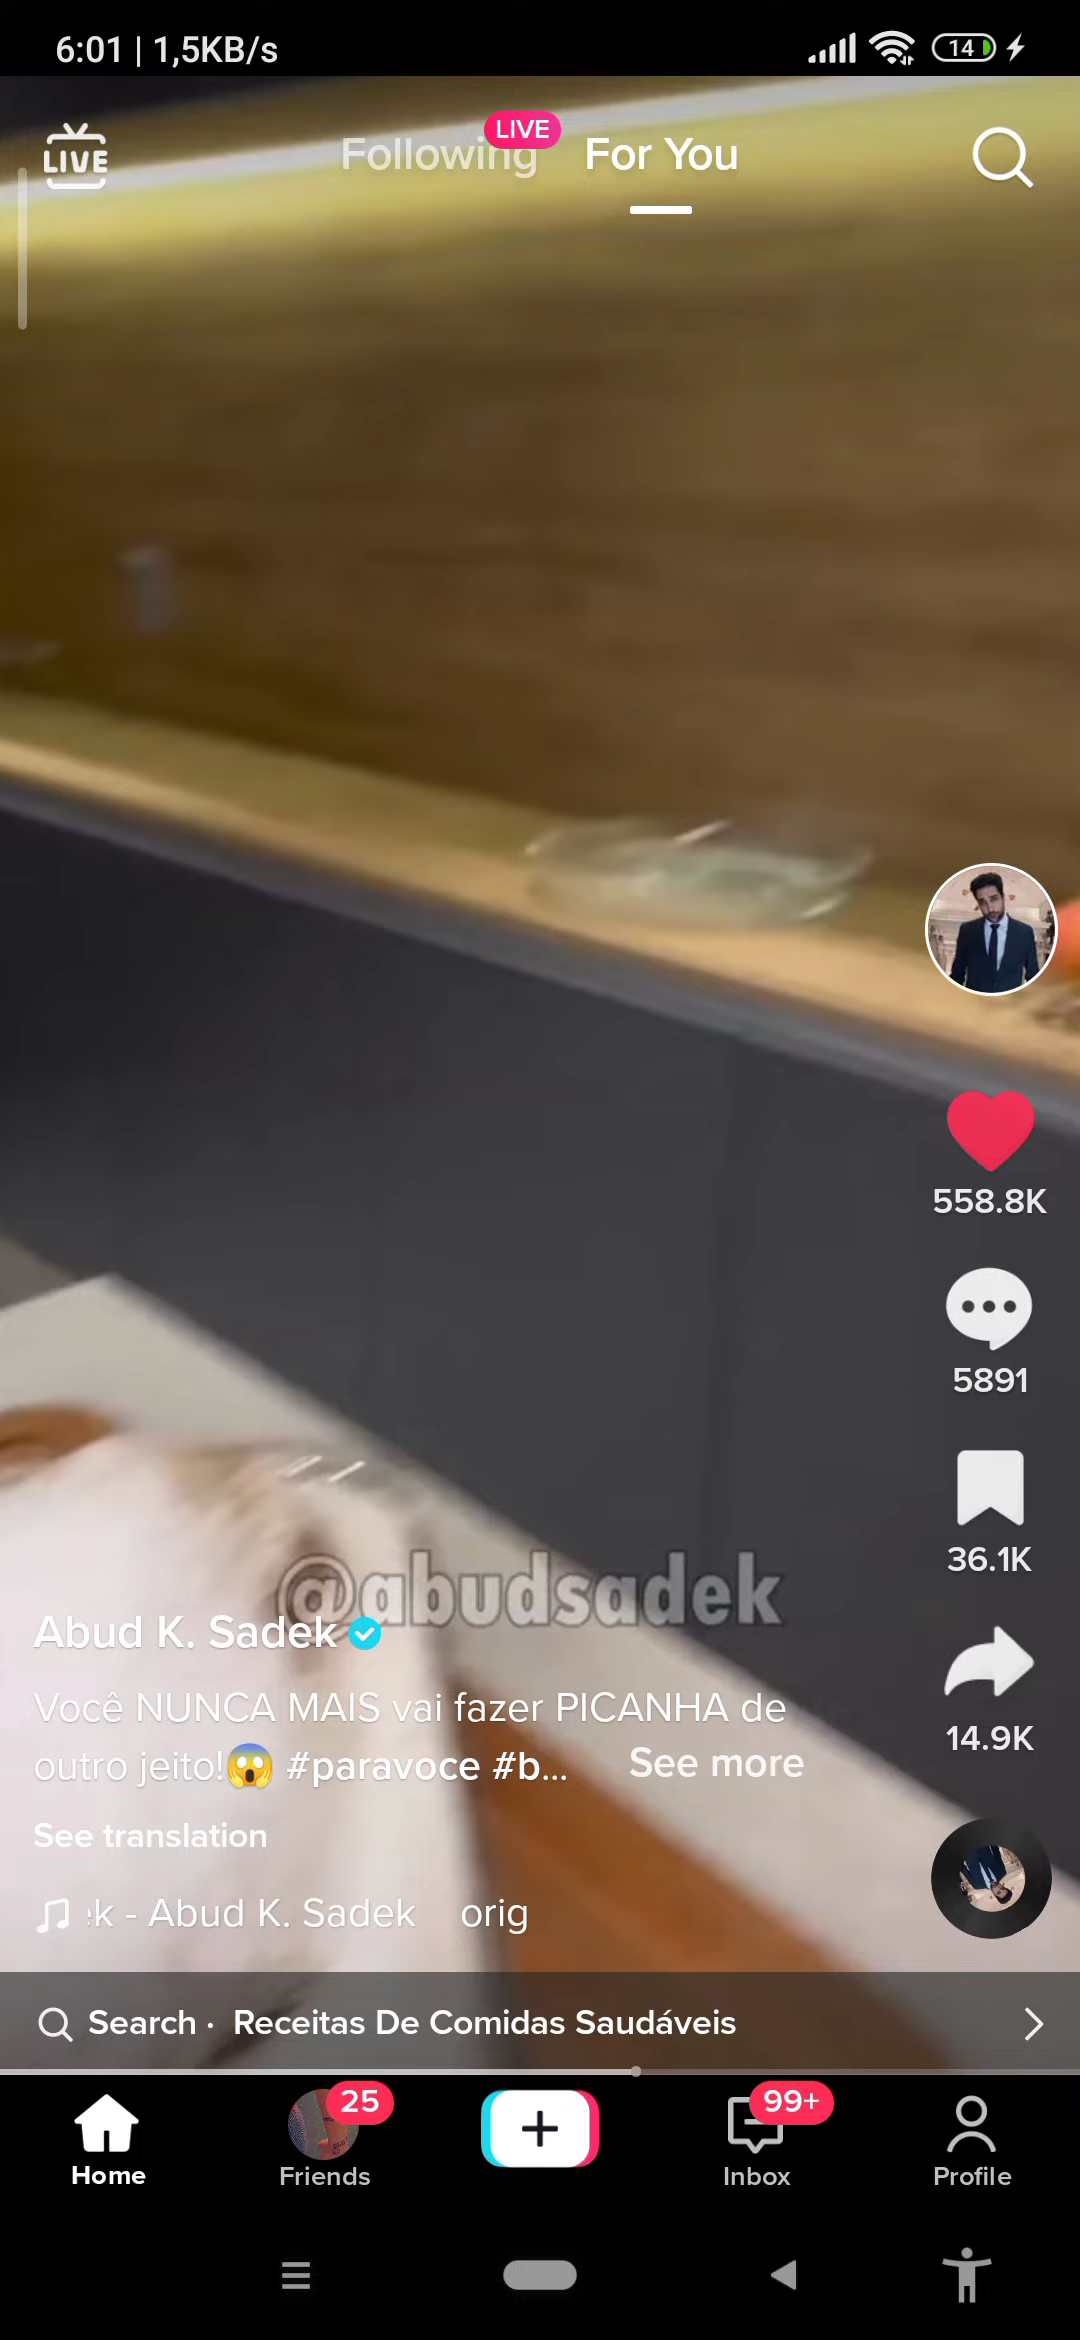 6:01 | 1,5KB/s
14
LIVE
Following
LIVE
For You
558.8K
5891
36.1K
14.9K
@abudsadek
Abud K. Sadek
Você NUNCA MAIS vai fazer PICANHA de
outro jeito!😱 #paravoce #b... See more
See translation
ek - Abud K. Sadek orig
Search · Receitas De Comidas Saudáveis
25
99+
Home
Friends
Inbox
Profile